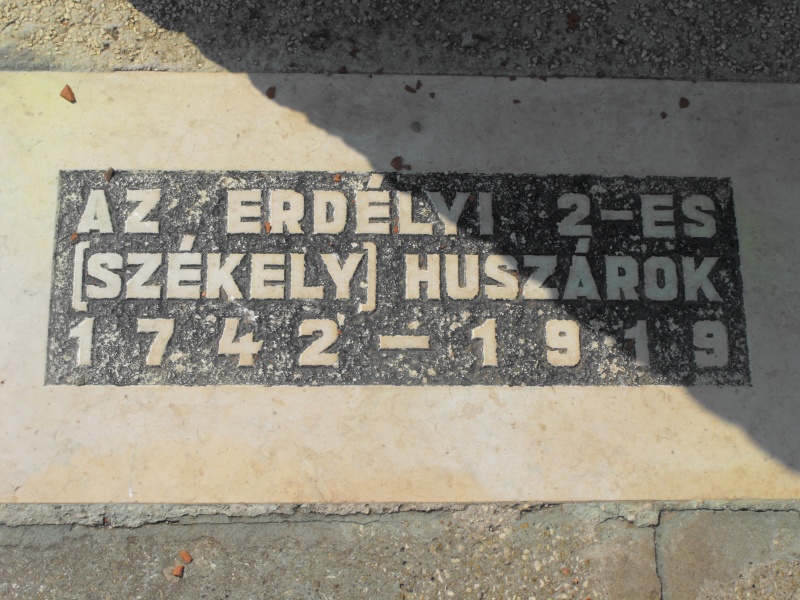 AZ ERDÉLYI 2-ES
(SZÉKELY) HUSZÁROK
1742-1919